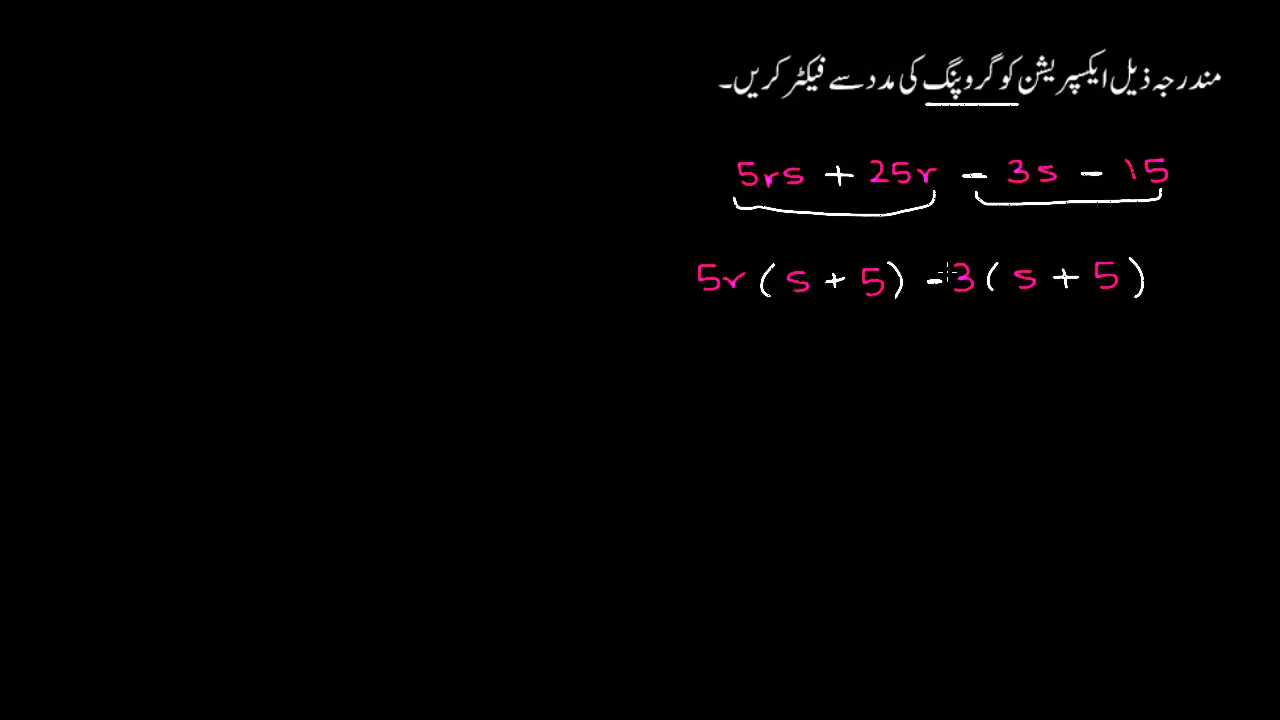 مندرجہ ذیل ایکسپریشن کو گروپنگ کی مدد سے فیکٹر کریں۔
5rs + 25r - 3s - 15
5r ( s + 5 ) - 3 ( s + 5 )